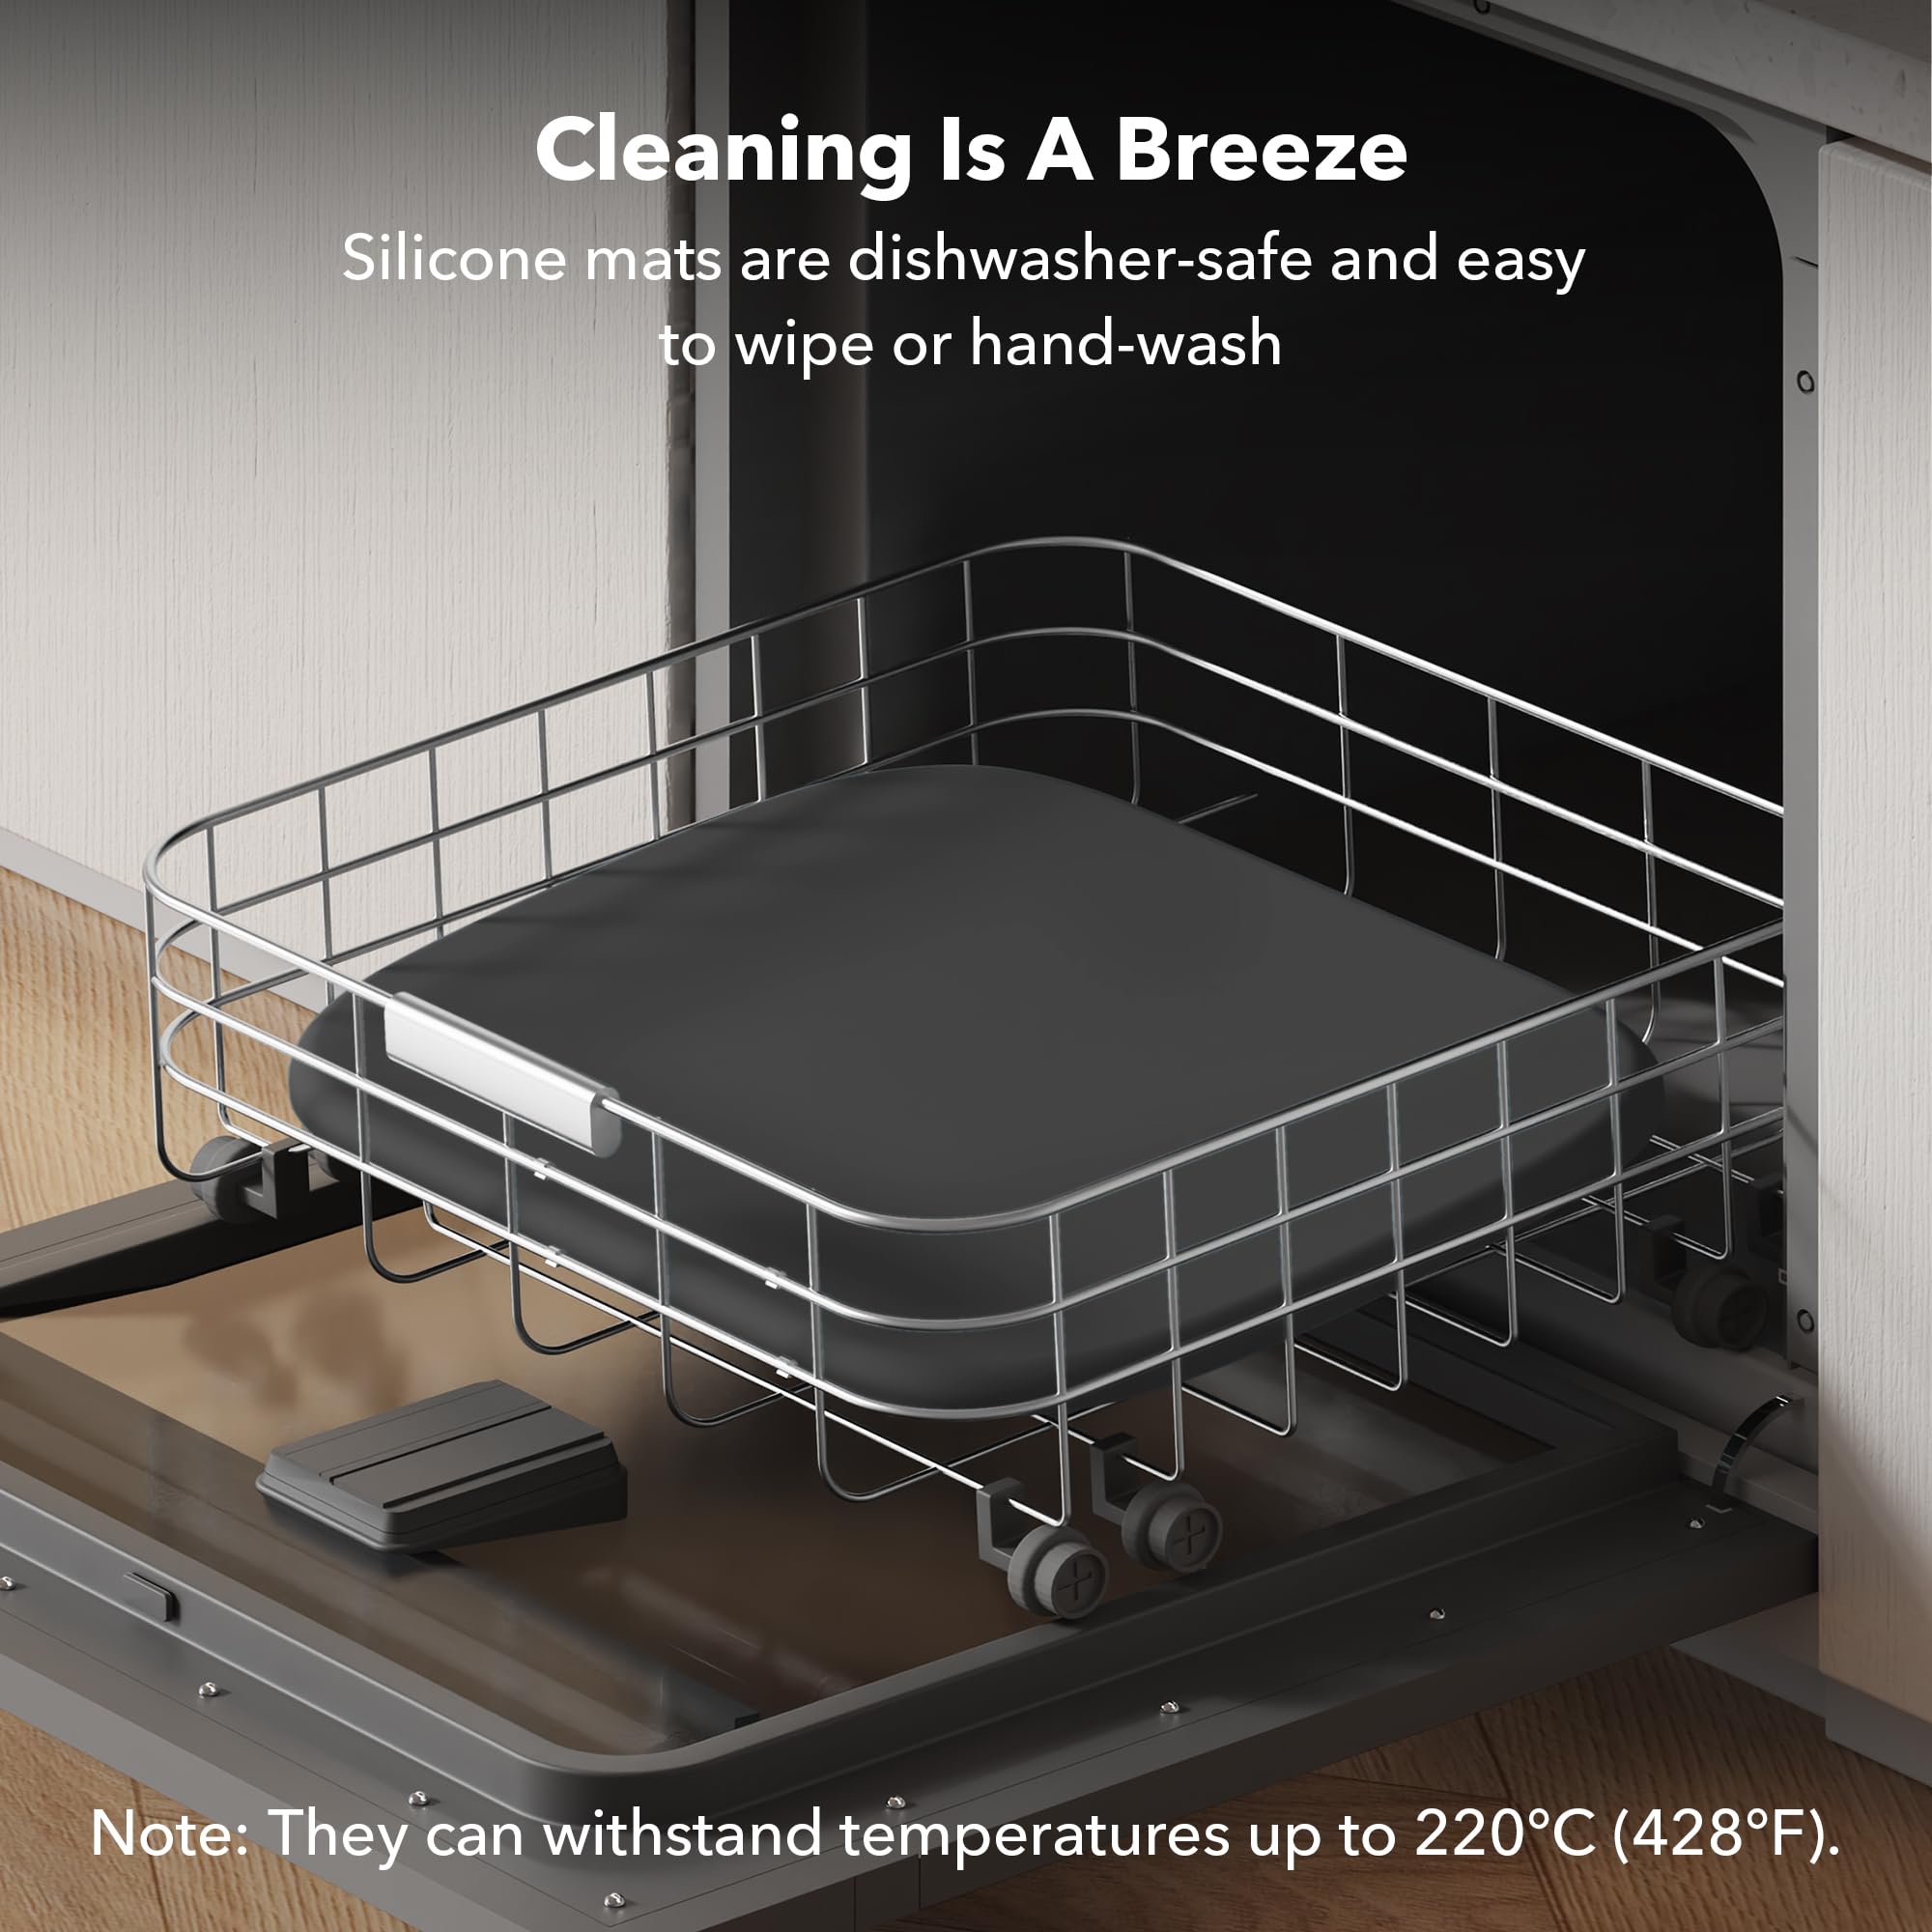 Cleaning Is A Breeze
Silicone mats are dishwasher-safe and easy
to wipe or hand-wash
Note: They can withstand temperatures up to 220°C (428°F).